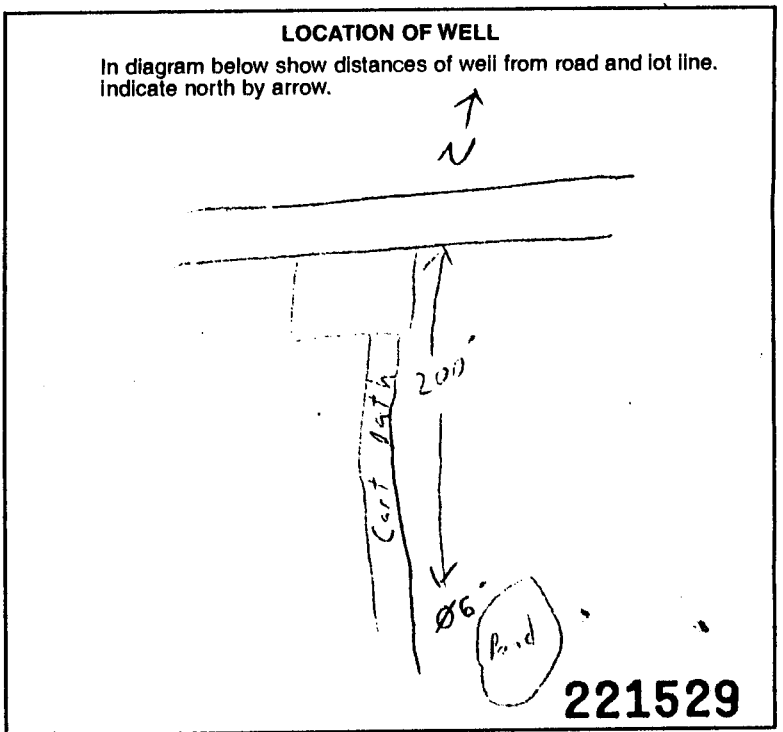 LOCATION OF WELL
In diagram below show distances of well from road and lot line.
Indicate north by arrow.
N
200'
Cart path
Ø6"
Pond
221529